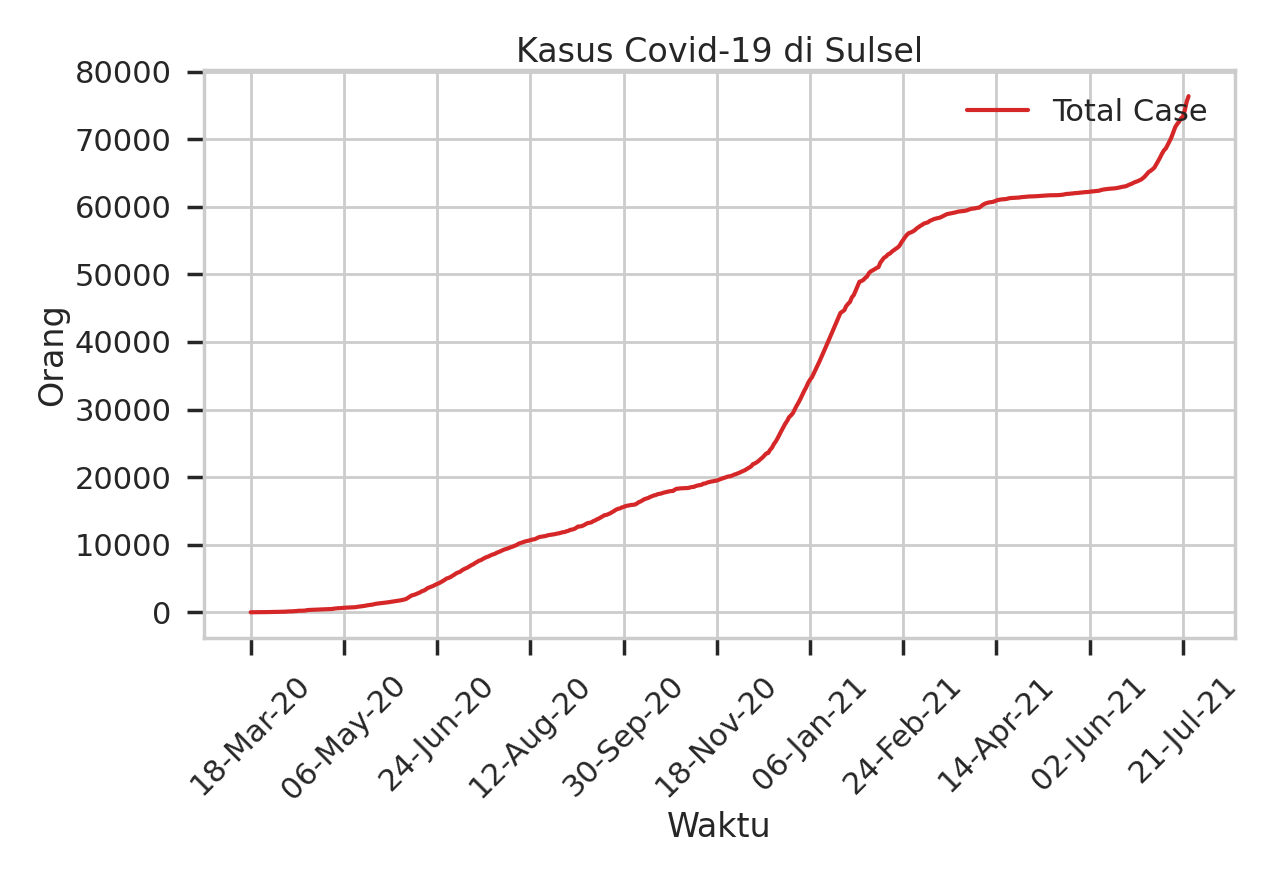 Kasus Covid-19 di Sulsel
Total Case
80000
70000
60000
50000
40000
30000
20000
10000
0
Orang
18-Mar-20
06-May-20
24-Jun-20
12-Aug-20
30-Sep-20
18-Nov-20
06-Jan-21
24-Feb-21
14-Apr-21
02-Jun-21
21-Jul-21
Waktu